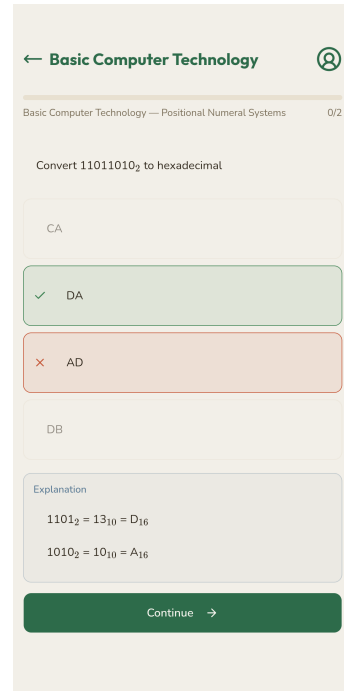 Basic Computer Technology
Basic Computer Technology — Positional Numeral Systems 0/2
Convert 11011010₂ to hexadecimal
CA
DA
AD
DB
Explanation
1101₂ = 13₁₀ = D₁₆
1010₂ = 10₁₀ = A₁₆
Continue →